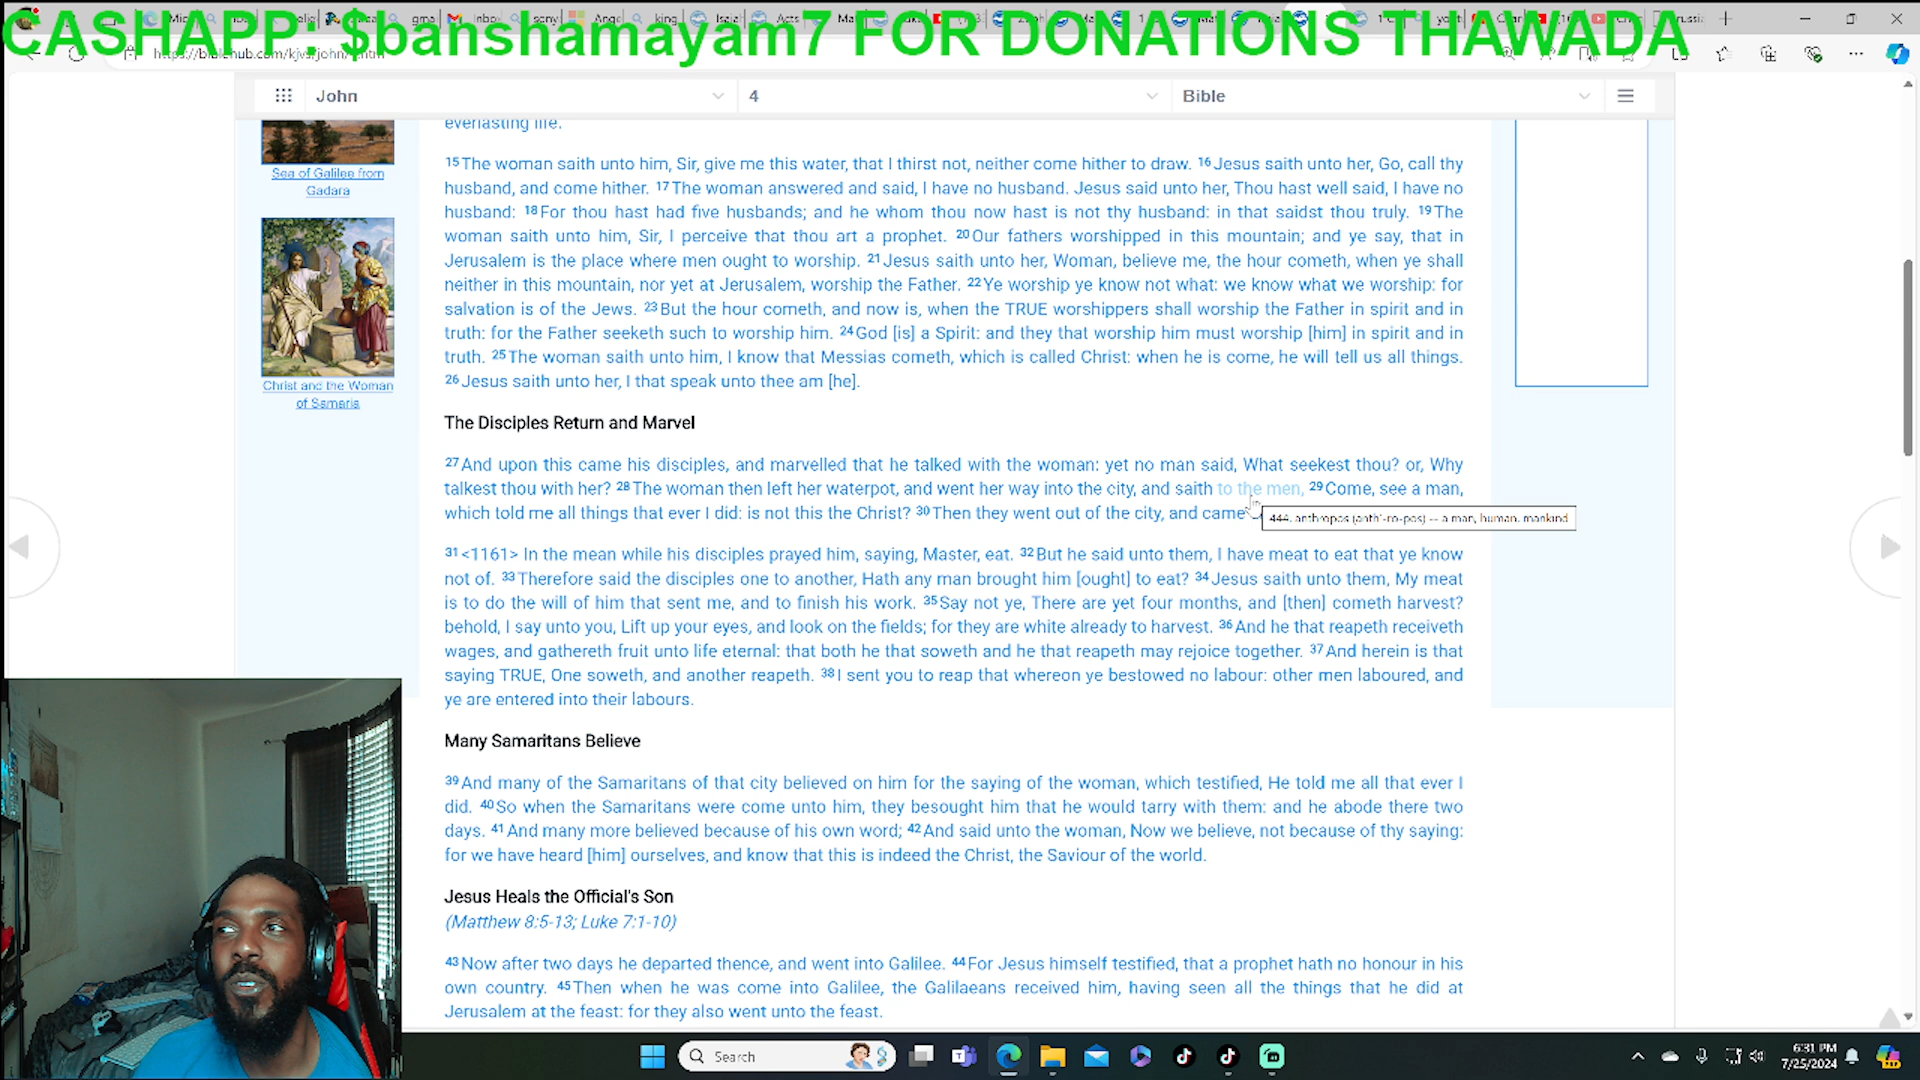 CASHAPP: $banshamayam7 FOR DONATIONS THAWADA
John
4
Bible
everlasting life.
Sea of Galilee from
Gadara
Christ and the Woman
of Samaria
15The woman saith unto him, Sir, give me this water, that I thirst not, neither come hither to draw. 16Jesus saith unto her, Go, call thy
husband, and come hither. 17The woman answered and said, I have no husband. Jesus said unto her, Thou hast well said, I have no
husband: 18For thou hast had five husbands; and he whom thou now hast is not thy husband: in that saidst thou truly. 19The
woman saith unto him, Sir, I perceive that thou art a prophet. 20Our fathers worshipped in this mountain; and ye say, that in
Jerusalem is the place where men ought to worship. 21Jesus saith unto her, Woman, believe me, the hour cometh, when ye shall
neither in this mountain, nor yet at Jerusalem, worship the Father. 22Ye worship ye know not what: we know what we worship: for
salvation is of the Jews. 23But the hour cometh, and now is, when the TRUE worshippers shall worship the Father in spirit and in
truth: for the Father seeketh such to worship him. 24God [is] a Spirit: and they that worship him must worship [him] in spirit and in
truth. 25The woman saith unto him, I know that Messias cometh, which is called Christ: when he is come, he will tell us all things.
26Jesus saith unto her, I that speak unto thee am [he].
The Disciples Return and Marvel
27And upon this came his disciples, and marvelled that he talked with the woman: yet no man said, What seekest thou? or, Why
talkest thou with her? 28The woman then left her waterpot, and went her way into the city, and saith to the men, 29Come, see a man,
which told me all things that ever I did: is not this the Christ? 30Then they went out of the city, and came
444. anthropos (anth'-ro-pos) -- a man, human, mankind
31<1161> In the mean while his disciples prayed him, saying, Master, eat. 32But he said unto them, I have meat to eat that ye know
not of. 33Therefore said the disciples one to another, Hath any man brought him [ought] to eat? 34Jesus saith unto them, My meat
is to do the will of him that sent me, and to finish his work. 35Say not ye, There are yet four months, and [then] cometh harvest?
behold, I say unto you, Lift up your eyes, and look on the fields; for they are white already to harvest. 36And he that reapeth receiveth
wages, and gathereth fruit unto life eternal: that both he that soweth and he that reapeth may rejoice together. 37And herein is that
saying TRUE, One soweth, and another reapeth. 38I sent you to reap that whereon ye bestowed no labour: other men laboured, and
ye are entered into their labours.
Many Samaritans Believe
39And many of the Samaritans of that city believed on him for the saying of the woman, which testified, He told me all that ever I
did. 40So when the Samaritans were come unto him, they besought him that he would tarry with them: and he abode there two
days. 41And many more believed because of his own word; 42And said unto the woman, Now we believe, not because of thy saying:
for we have heard [him] ourselves, and know that this is indeed the Christ, the Saviour of the world.
Jesus Heals the Official's Son
(Matthew 8:5-13; Luke 7:1-10)
43Now after two days he departed thence, and went into Galilee. 44For Jesus himself testified, that a prophet hath no honour in his
own country. 45Then when he was come into Galilee, the Galilaeans received him, having seen all the things that he did at
Jerusalem at the feast: for they also went unto the feast.
Search
6:31 PM
7/25/2024